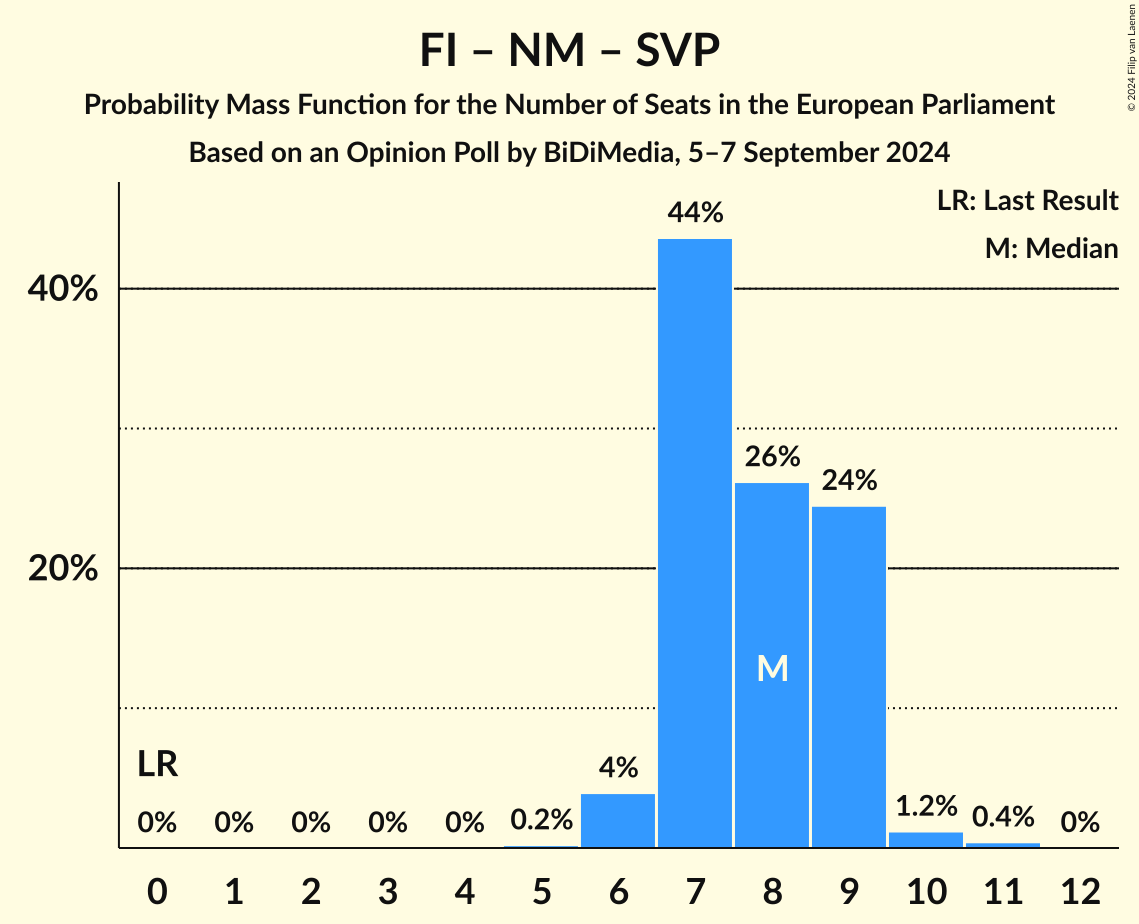 FI – NM – SVP
Probability Mass Function for the Number of Seats in the European Parliament
Based on an Opinion Poll by BiDiMedia, 5–7 September 2024
© 2024 Filip van Laenen
LR: Last Result
M: Median
44%
40%
26%
24%
20%
M
LR
4%
0% 0% 0% 0% 0% 0.2% 1.2% 0.4% 0%
0 1 2 3 4 5 6 7 8 9 10 11 12